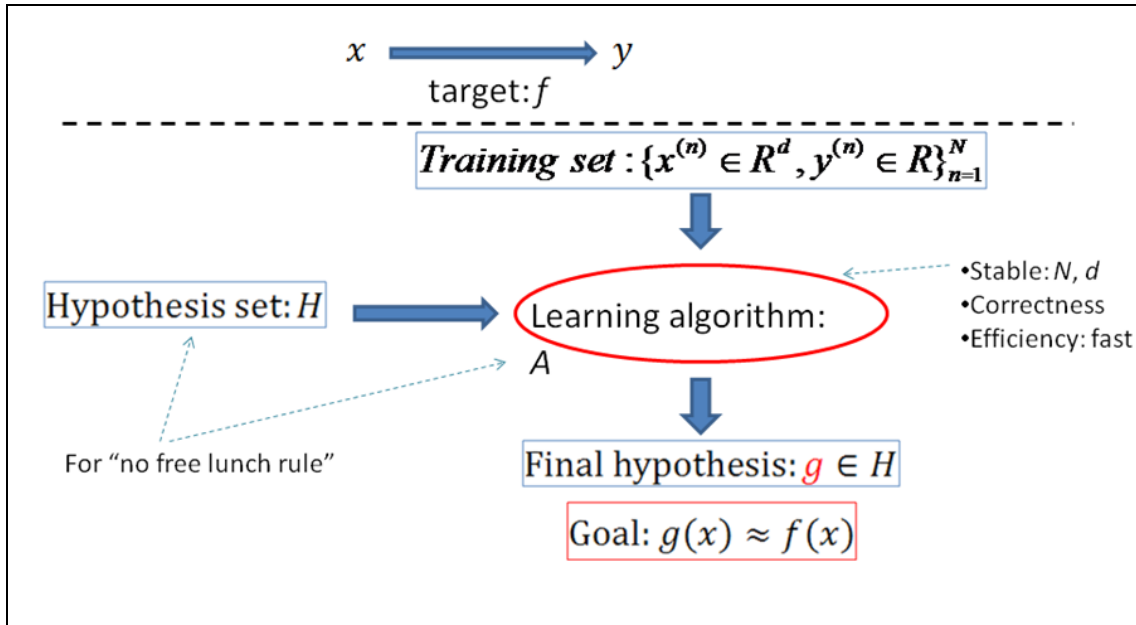 x y
target: f
Training set : {x^{(n)} ∈ R^d, y^{(n)} ∈ R}_{n=1}^N
•Stable: N, d
•Correctness
•Efficiency: fast
Hypothesis set: H
Learning algorithm:
A
For “no free lunch rule”
Final hypothesis: g ∈ H
Goal: g(x) ≈ f(x)